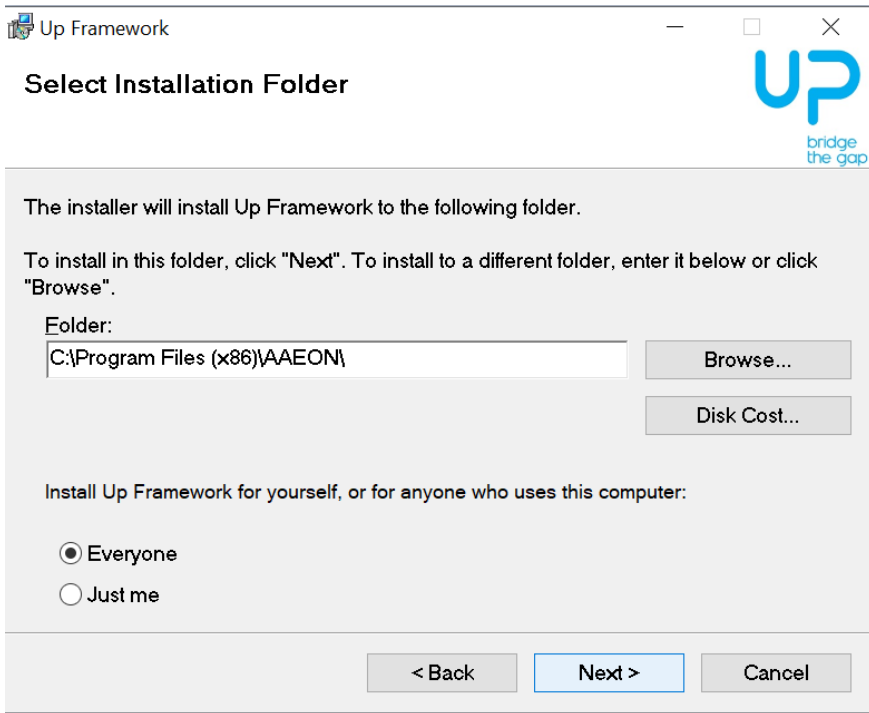 Up Framework
Select Installation Folder
UP
bridge
the gap
The installer will install Up Framework to the following folder.
To install in this folder, click "Next". To install to a different folder, enter it below or click
"Browse".
Folder:
C:\Program Files (x86)\AAEON\
Browse...
Disk Cost...
Install Up Framework for yourself, or for anyone who uses this computer:
Everyone
Just me
< Back
Next >
Cancel